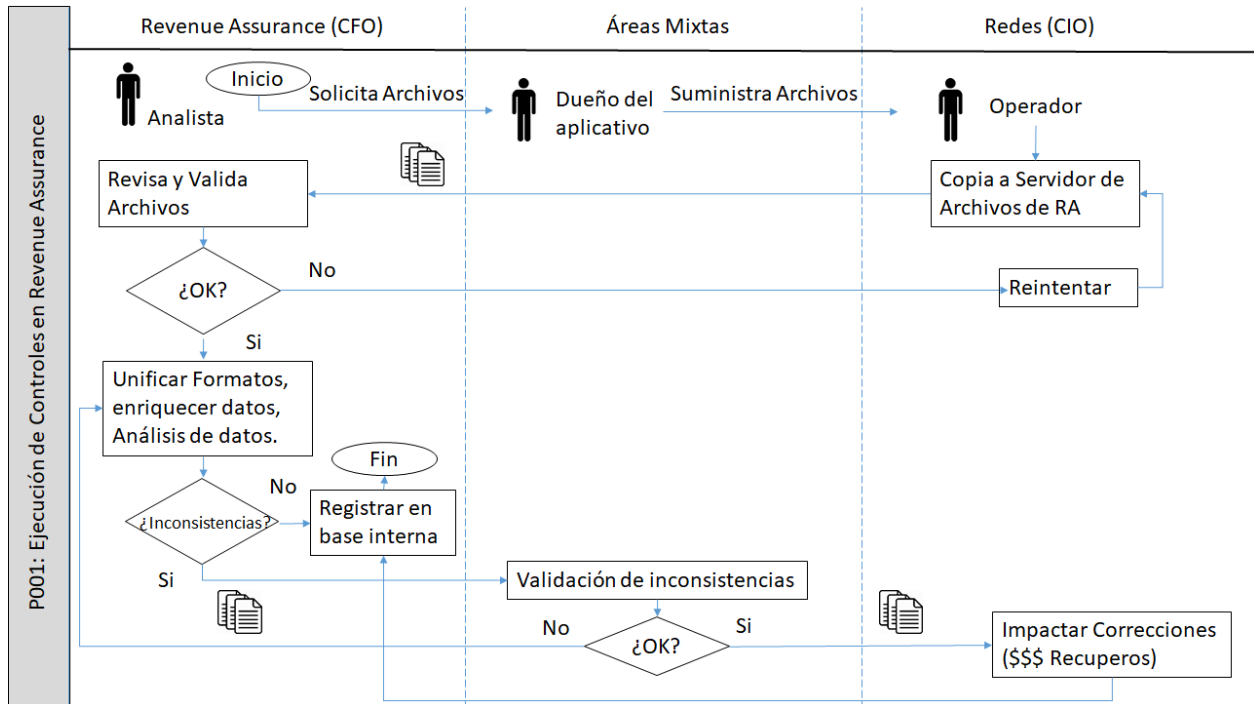 P001: Ejecución de Controles en Revenue Assurance
Revenue Assurance (CFO)
Áreas Mixtas
Redes (CIO)
Inicio
Analista
Solicita Archivos
Dueño del
aplicativo
Suministra Archivos
Operador
Revisa y Valida
Archivos
Copia a Servidor de
Archivos de RA
¿OK?
No
Reintentar
Si
Unificar Formatos,
enriquecer datos,
Análisis de datos.
Fin
¿Inconsistencias?
No
Registrar en
base interna
Si
Validación de inconsistencias
No
¿OK?
Si
Impactar Correcciones
($$$ Recuperos)